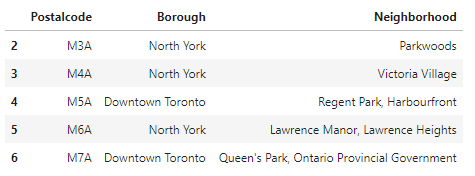 Postalcode Borough Neighborhood
2 M3A North York Parkwoods
3 M4A North York Victoria Village
4 M5A Downtown Toronto Regent Park, Harbourfront
5 M6A North York Lawrence Manor, Lawrence Heights
6 M7A Downtown Toronto Queen's Park, Ontario Provincial Government